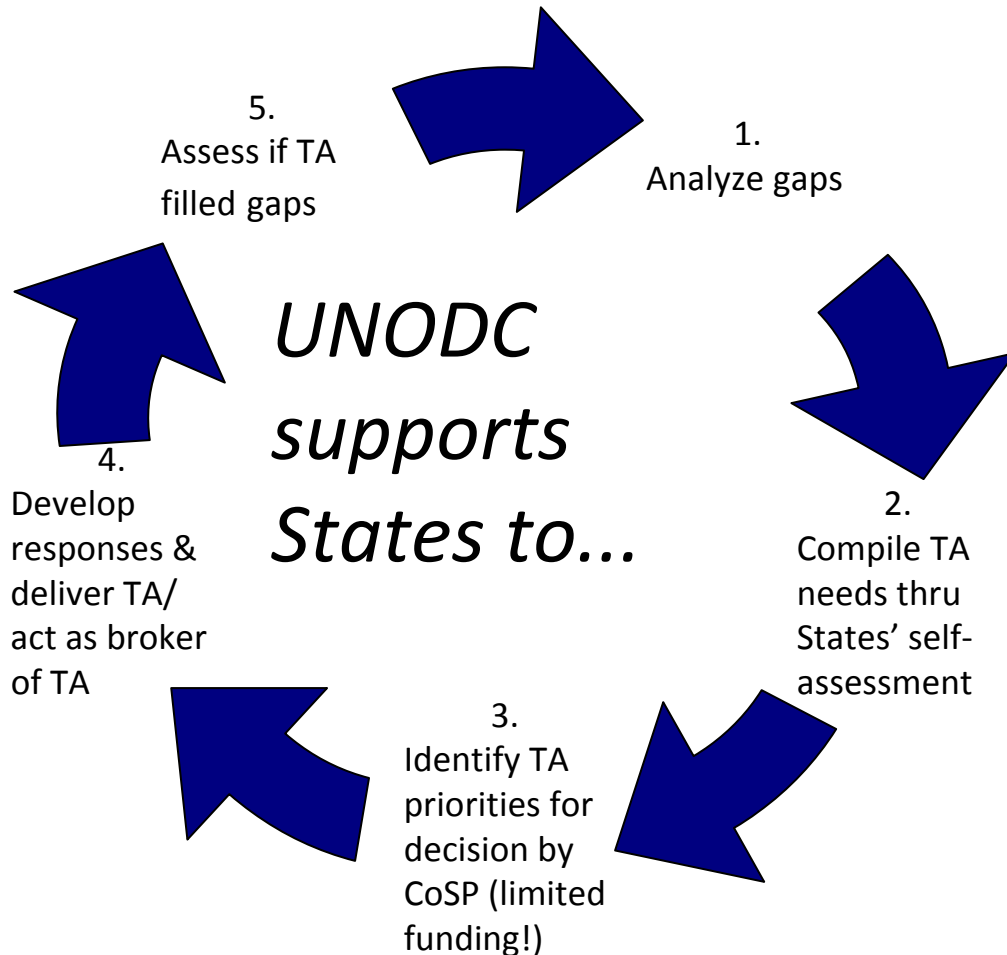 UNODC
supports
States to...
1.
Analyze gaps
2.
Compile TA
needs thru
States’ self-
assessment
3.
Identify TA
priorities for
decision by
CoSP (limited
funding!)
4.
Develop
responses &
deliver TA/
act as broker
of TA
5.
Assess if TA
filled gaps